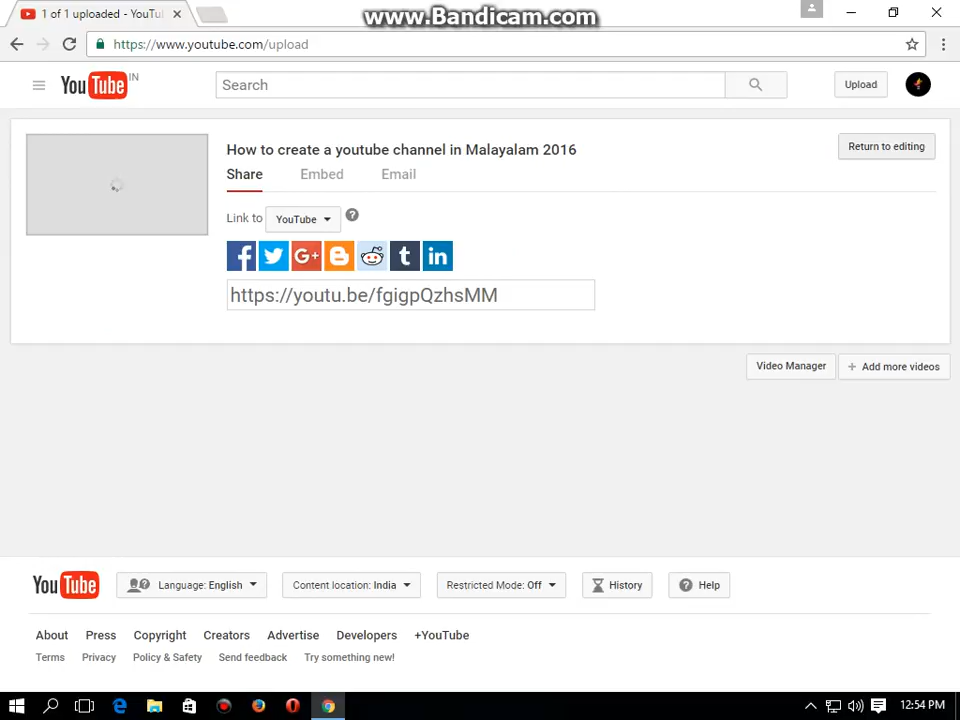 1 of 1 uploaded - YouTu
www.Bandicam.com
https://www.youtube.com/upload
YouTube IN
Search
Upload
How to create a youtube channel in Malayalam 2016
Return to editing
Share Embed Email
Link to YouTube ?
f G+ t in
https://youtu.be/fgigpQzhsMM
Video Manager + Add more videos
YouTube Language: English Content location: India Restricted Mode: Off History ? Help
About Press Copyright Creators Advertise Developers +YouTube
Terms Privacy Policy & Safety Send feedback Try something new!
12:54 PM